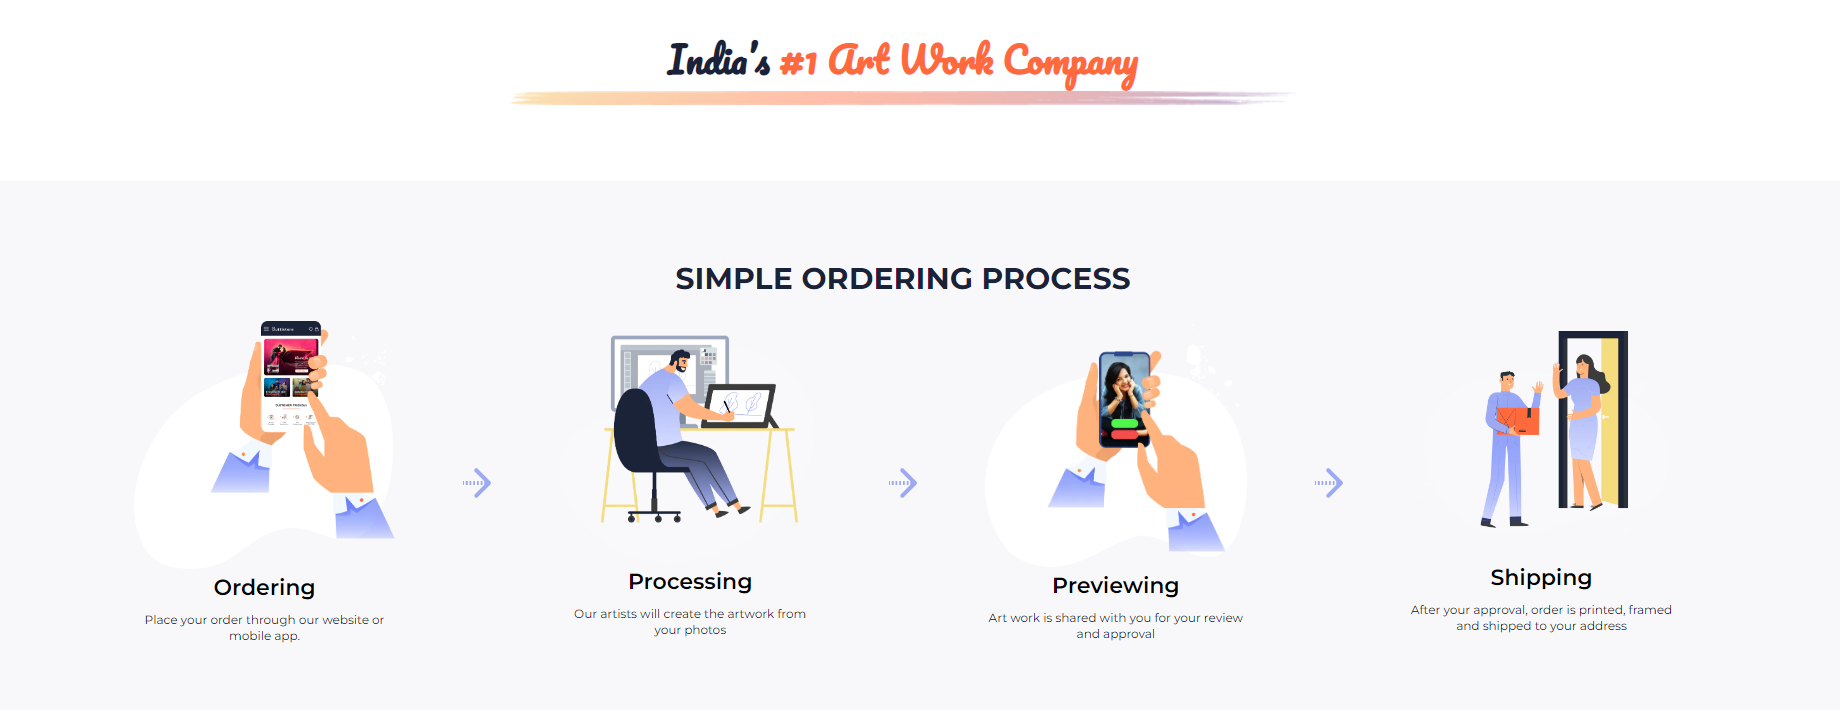 India's #1 Art Work Company
SIMPLE ORDERING PROCESS
Ordering
Place your order through our website or
mobile app.
Processing
Our artists will create the artwork from
your photos
Previewing
Art work is shared with you for your review
and approval
Shipping
After your approval, order is printed, framed
and shipped to your address